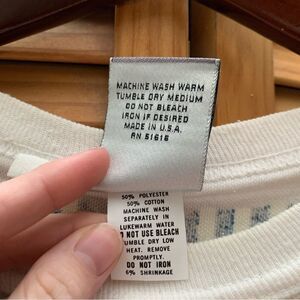 MACHINE WASH WARM
TUMBLE DRY MEDIUM
DO NOT BLEACH
IRON IF DESIRED
MADE IN U.S.A.
RN 51616
50% POLYESTER
50% COTTON
MACHINE WASH
SEPARATELY IN
LUKEWARM WATER
DO NOT USE BLEACH
TUMBLE DRY LOW
HEAT. REMOVE
PROMPTLY.
DO NOT IRON
6% SHRINKAGE